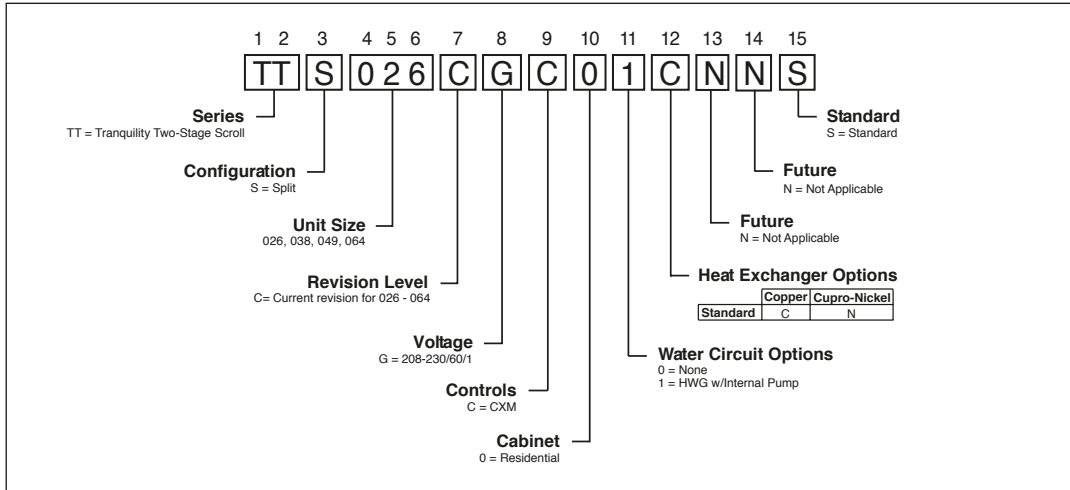 1 2 3 4 5 6 7 8 9 10 11 12 13 14 15
TT S 026 C G C 0 1 C N N S
Series
TT = Tranquility Two-Stage Scroll
Configuration
S = Split
Unit Size
026, 038, 049, 064
Revision Level
C= Current revision for 026 - 064
Voltage
G = 208-230/60/1
Controls
C = CXM
Cabinet
0 = Residential
Standard
S = Standard
Future
N = Not Applicable
Future
N = Not Applicable
Heat Exchanger Options
Copper Cupro-Nickel
Standard C N
Water Circuit Options
0 = None
1 = HWG w/Internal Pump